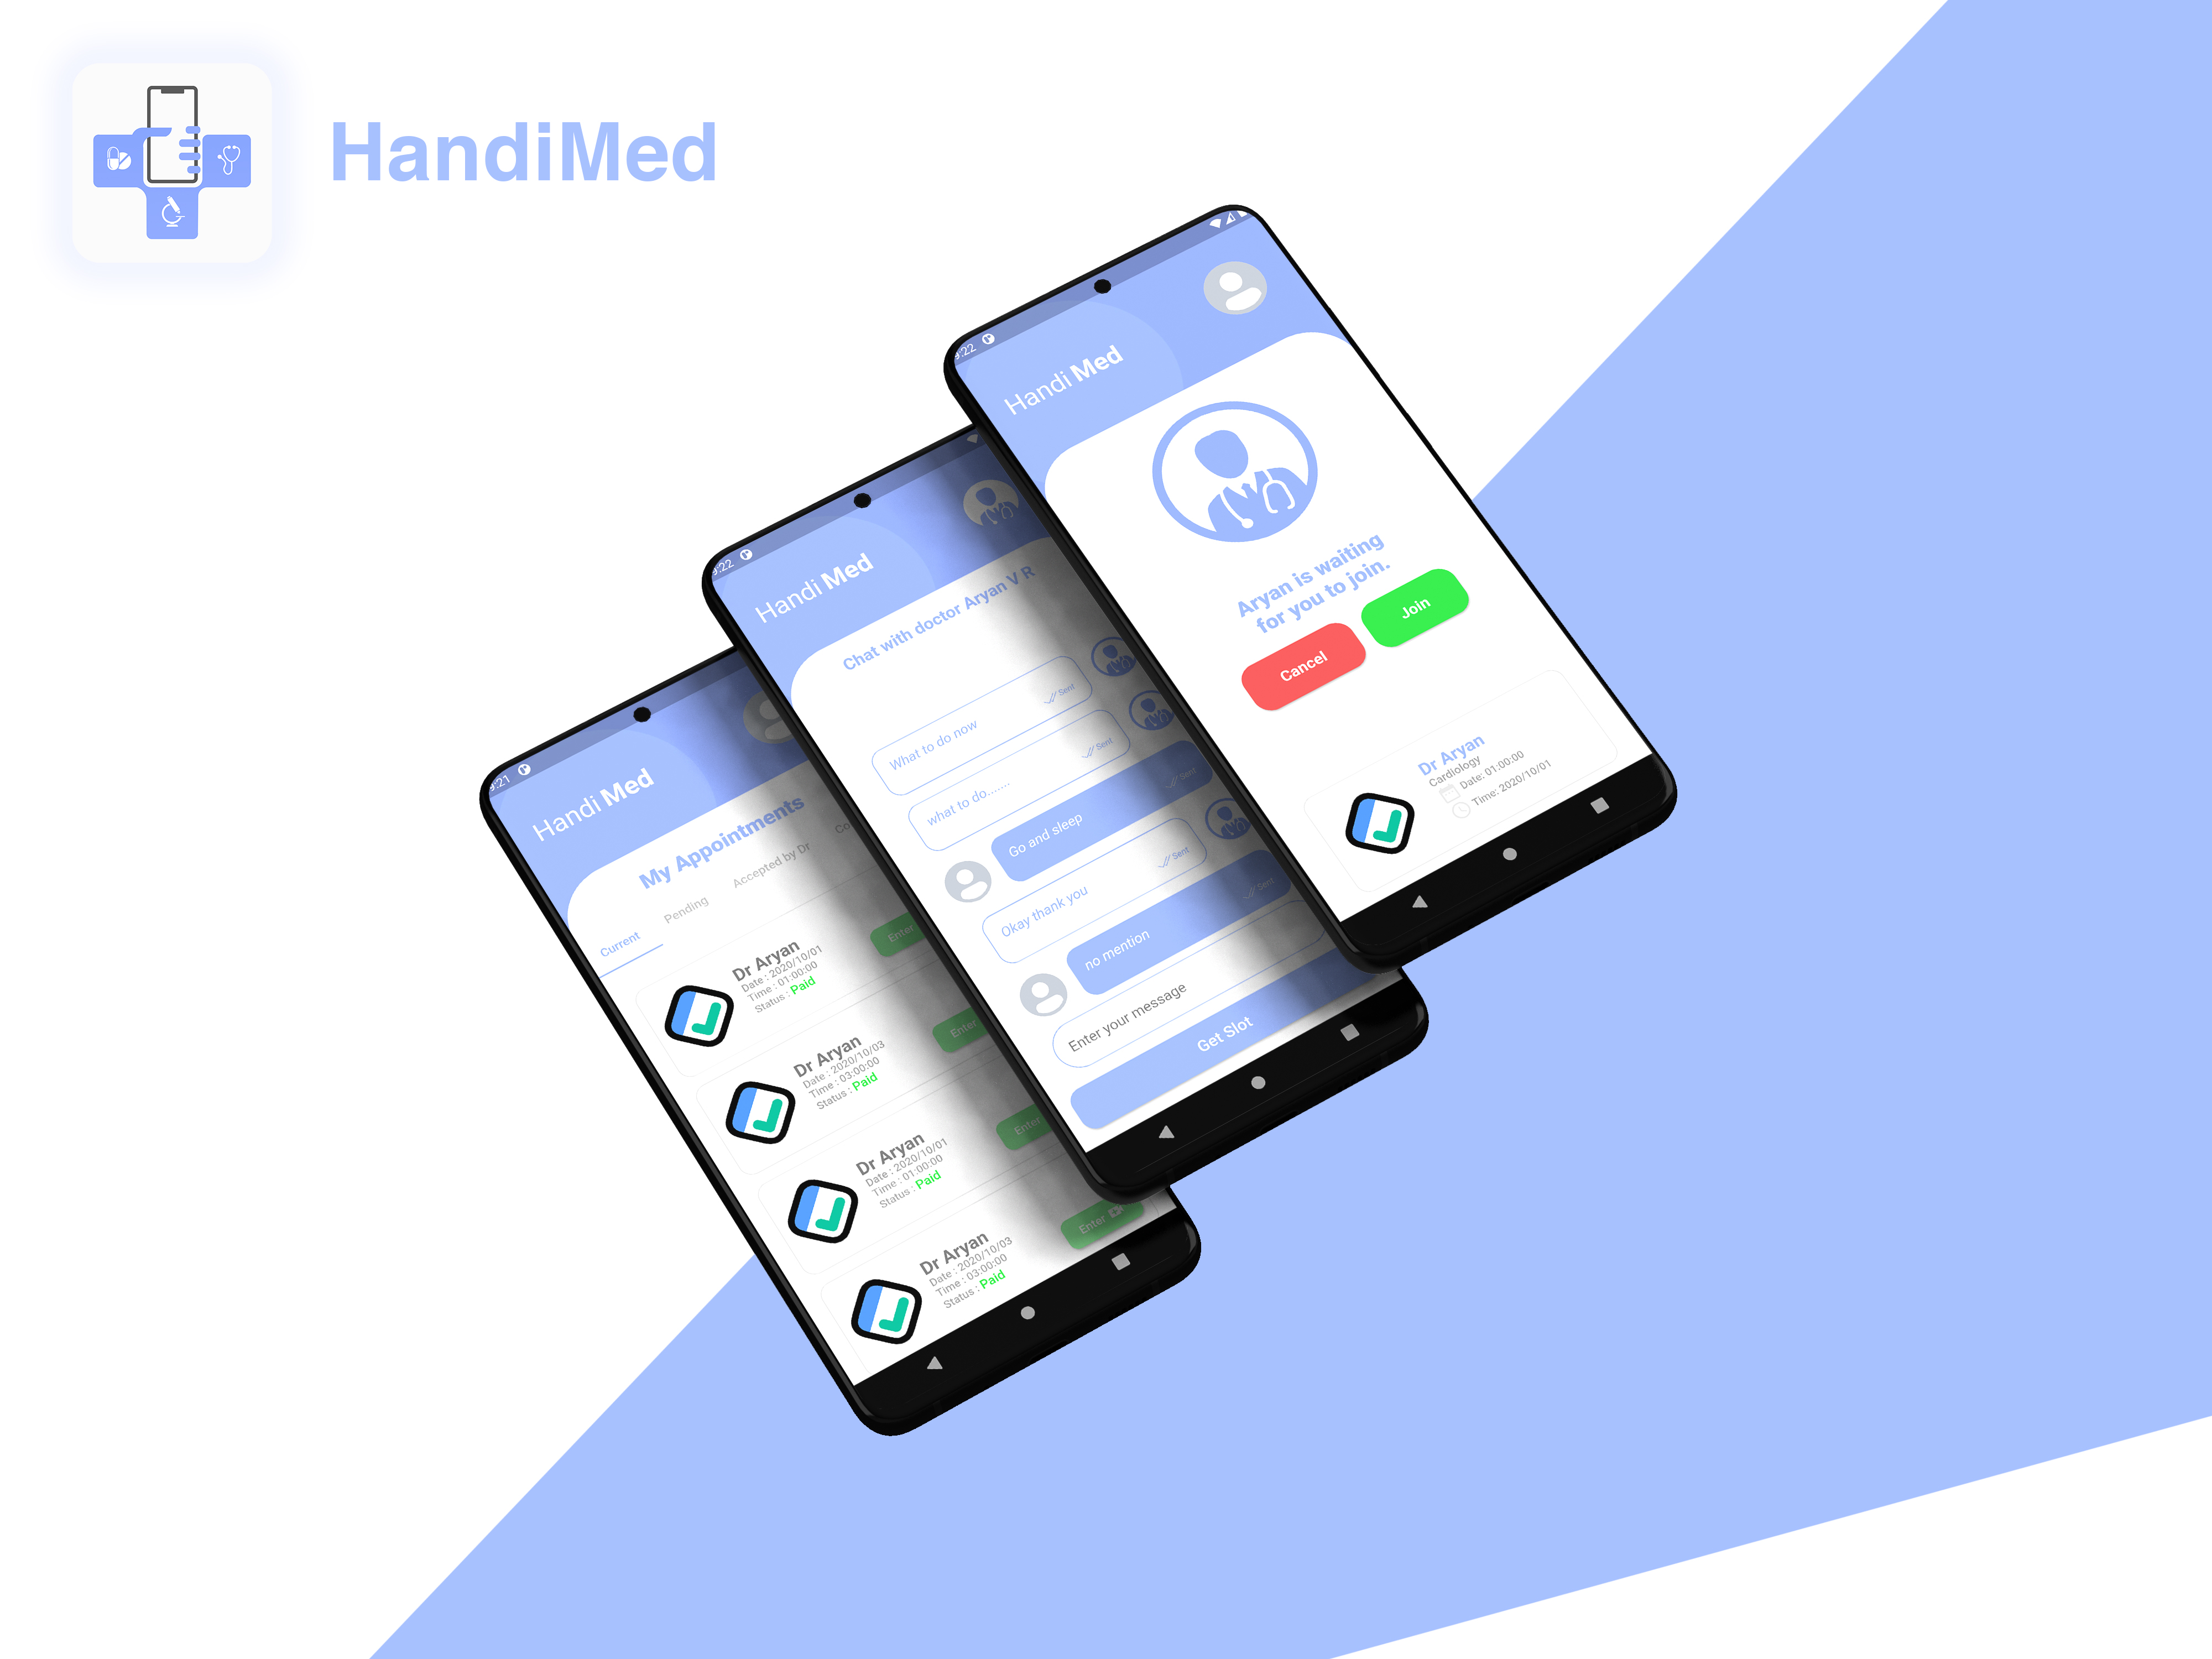 HandiMed
9:21
Handi Med
My Appointments
Current
Pending
Accepted by Dr
Dr Aryan
Date : 2020/10/01
Time : 01:00:00
Status : Paid
Enter
Dr Aryan
Date : 2020/10/03
Time : 03:00:00
Status : Paid
Enter
Dr Aryan
Date : 2020/10/01
Time : 01:00:00
Status : Paid
Enter
Dr Aryan
Date : 2020/10/03
Time : 03:00:00
Status : Paid
Enter
9:22
Handi Med
Chat with doctor Aryan V R
What to do now
Sent
what to do.......
Sent
Go and sleep
Sent
Okay thank you
Sent
no mention
Sent
Enter your message
Get Slot
9:22
Handi Med
Aryan is waiting
for you to join.
Cancel
Join
Dr Aryan
Cardiology
Date: 01:00:00
Time: 2020/10/01